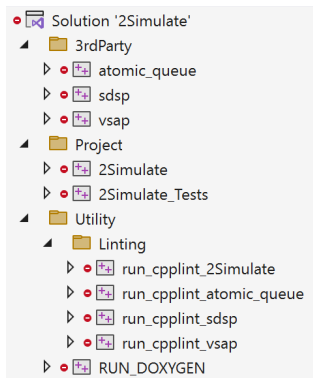 Solution '2Simulate'
3rdParty
atomic_queue
sdsp
vsap
Project
2Simulate
2Simulate_Tests
Utility
Linting
run_cpplint_2Simulate
run_cpplint_atomic_queue
run_cpplint_sdsp
run_cpplint_vsap
RUN_DOXYGEN